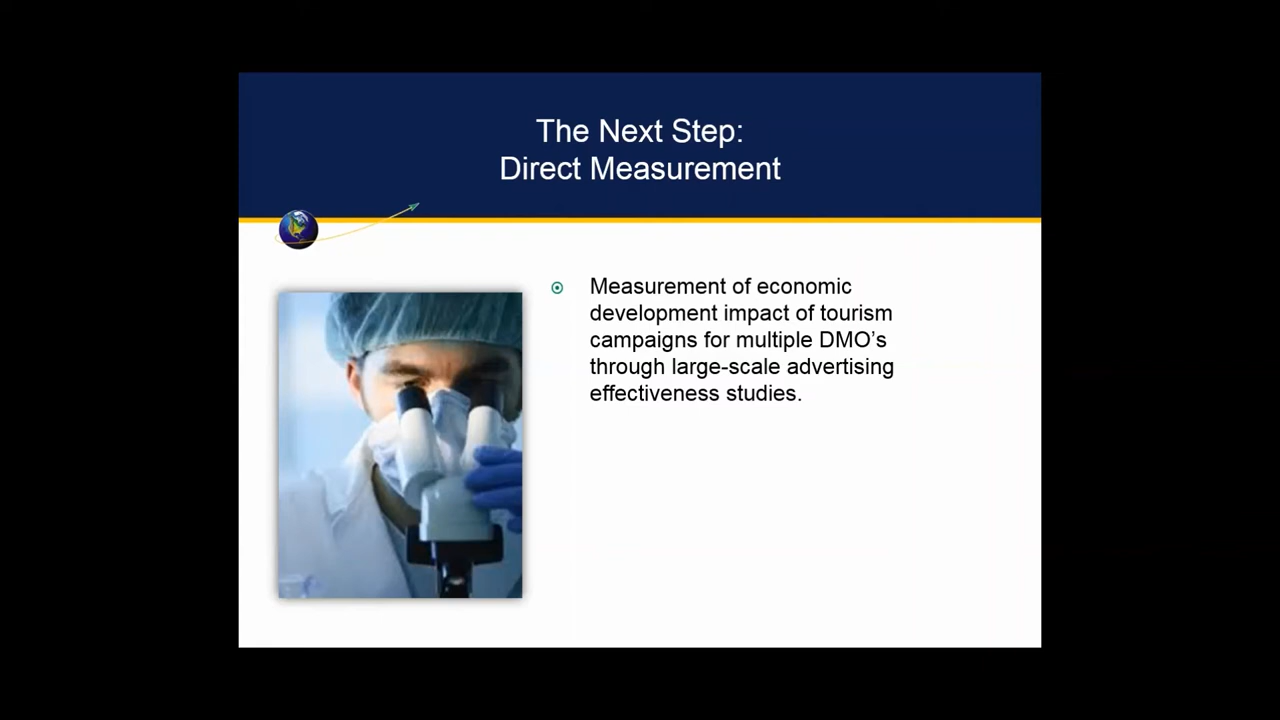 The Next Step:
Direct Measurement
Measurement of economic
development impact of tourism
campaigns for multiple DMO’s
through large-scale advertising
effectiveness studies.